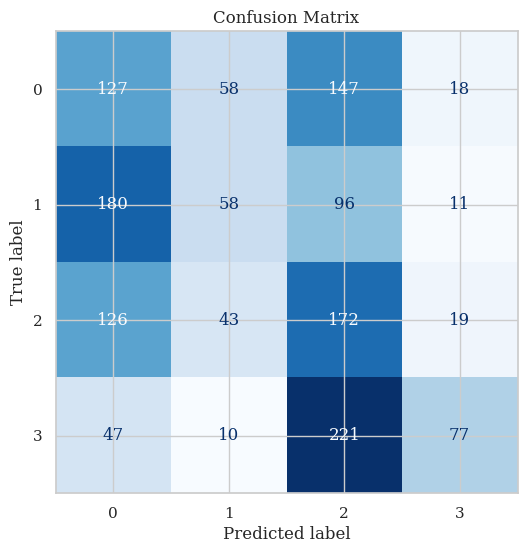 Confusion Matrix
True label
0 127 58 147 18
1 180 58 96 11
2 126 43 172 19
3 47 10 221 77
0 1 2 3
Predicted label